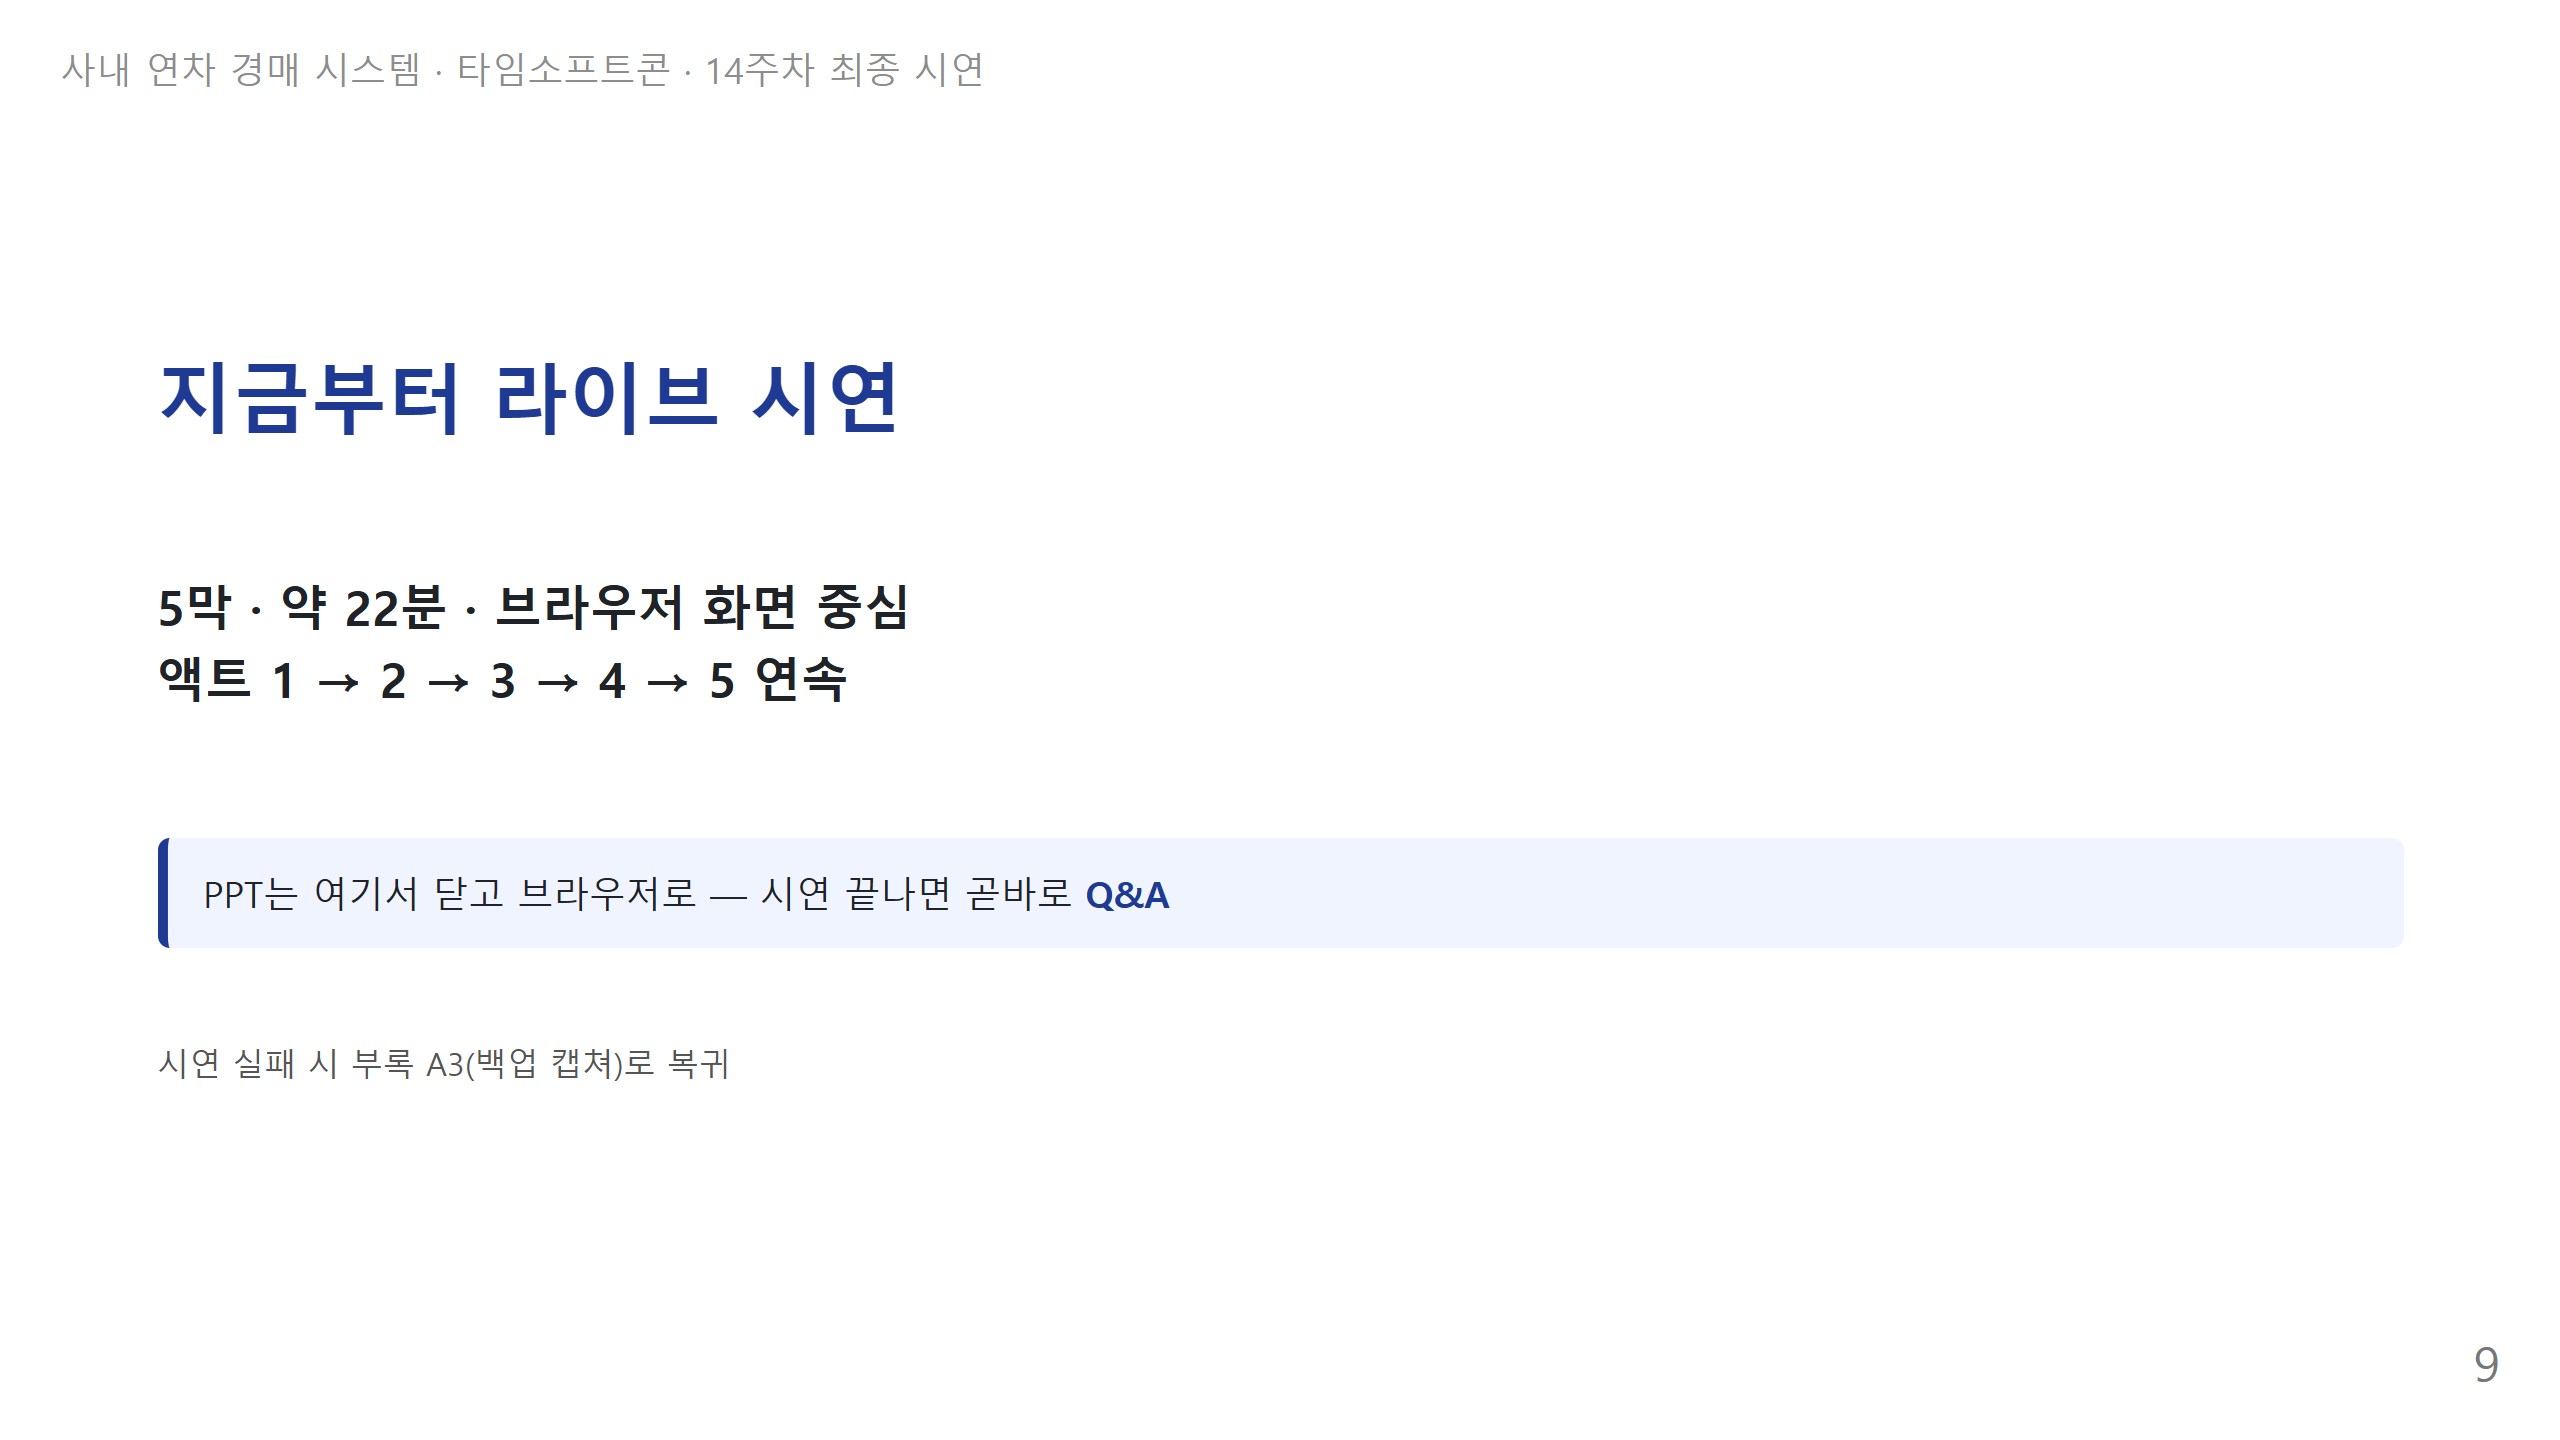 사내 연차 경매 시스템 · 타임소프트콘 · 14주차 최종 시연
지금부터 라이브 시연
5막 · 약 22분 · 브라우저 화면 중심
액트 1 → 2 → 3 → 4 → 5 연속
PPT는 여기서 닫고 브라우저로 — 시연 끝나면 곧바로 Q&A
시연 실패 시 부록 A3(백업 캡쳐)로 복귀
9